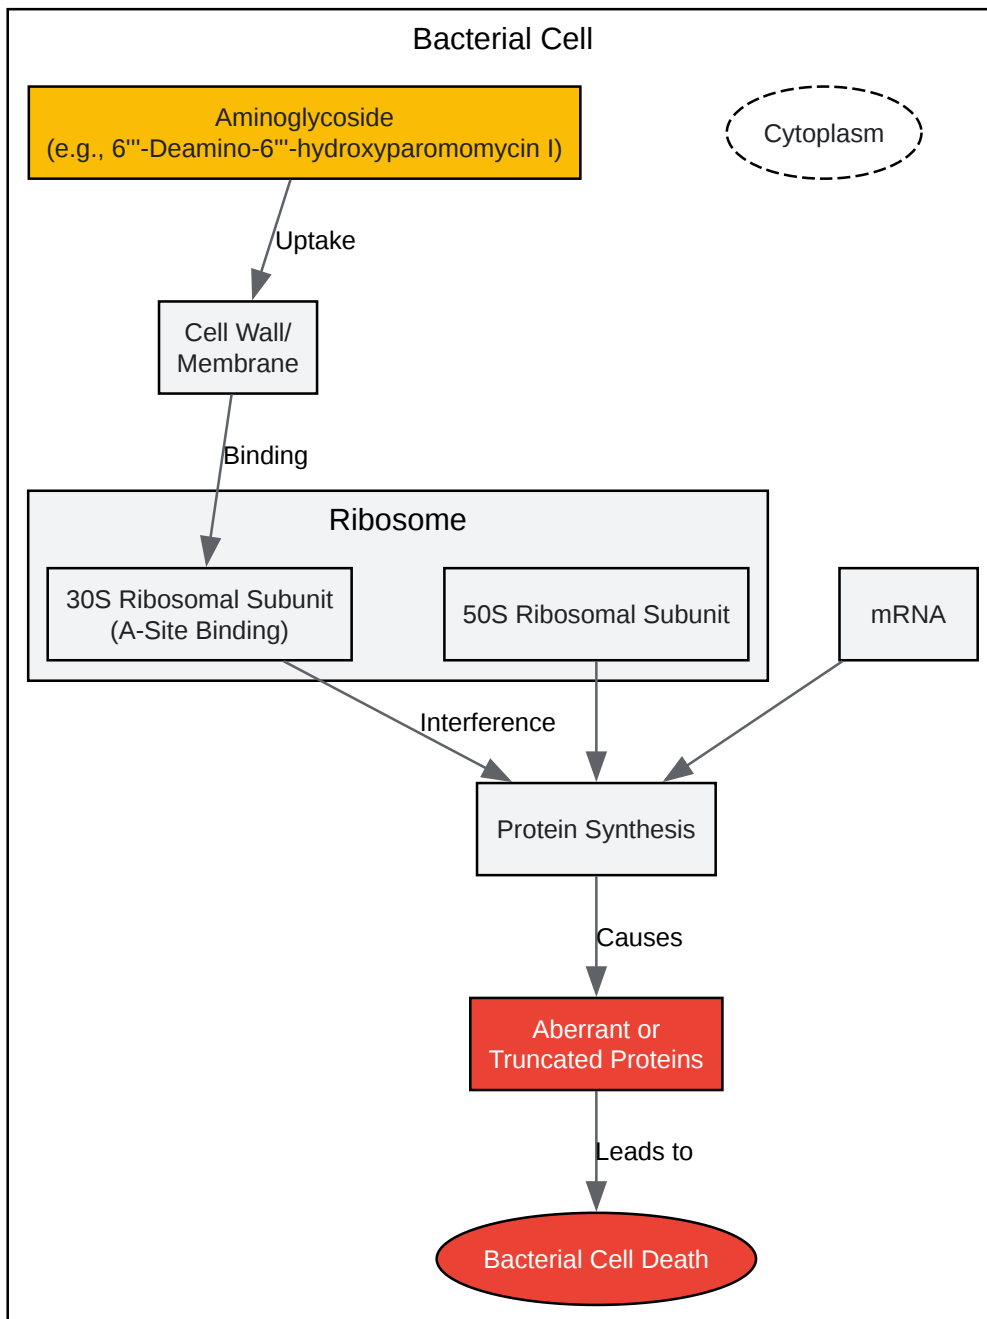 Bacterial Cell
Aminoglycoside
(e.g., 6'''-Deamino-6'''-hydroxyparomomycin I)
Cytoplasm
Uptake
Cell Wall/
Membrane
Binding
Ribosome
30S Ribosomal Subunit
(A-Site Binding)
50S Ribosomal Subunit
mRNA
Interference
Protein Synthesis
Causes
Aberrant or
Truncated Proteins
Leads to
Bacterial Cell Death